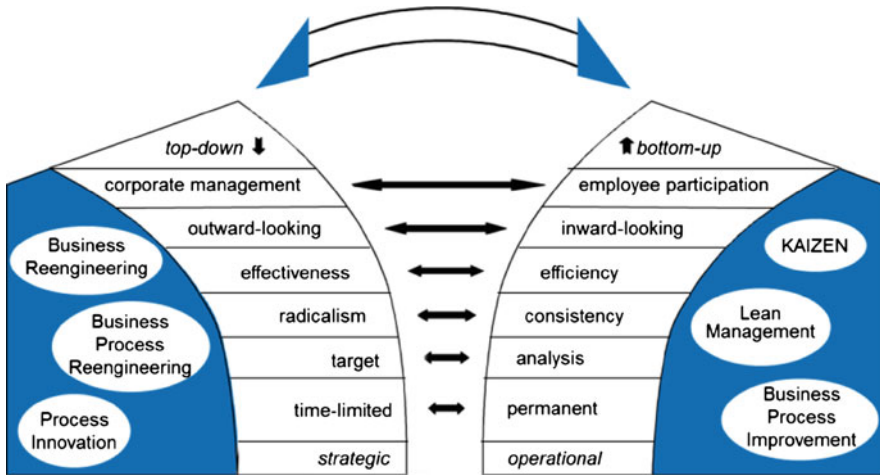 top-down
bottom-up
corporate management
employee participation
outward-looking
inward-looking
Business
Reengineering
KAIZEN
effectiveness
efficiency
radicalism
consistency
Business
Process
Reengineering
Lean
Management
target
analysis
time-limited
permanent
Process
Innovation
Business
Process
Improvement
strategic
operational